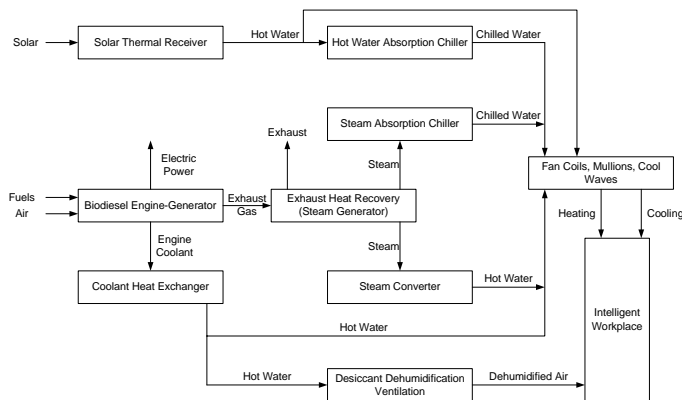 Hot Water
Chilled Water
Solar
Solar Thermal Receiver
Hot Water Absorption Chiller
Steam Absorption Chiller
Chilled Water
Exhaust
Electric
Power
Steam
Fan Coils, Mullions, Cool
Waves
Fuels
Air
Biodiesel Engine-Generator
Exhaust
Gas
Exhaust Heat Recovery
(Steam Generator)
Heating
Cooling
Engine
Coolant
Steam
Coolant Heat Exchanger
Steam Converter
Hot Water
Intelligent
Workplace
Hot Water
Hot Water
Desiccant Dehumidification
Ventilation
Dehumidified Air